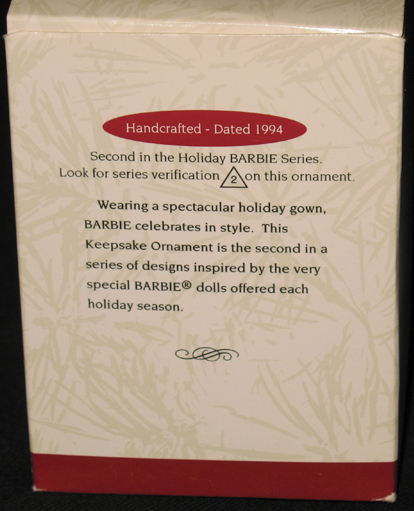 Handcrafted - Dated 1994
Second in the Holiday BARBIE Series.
Look for series verification 2 on this ornament.
Wearing a spectacular holiday gown,
BARBIE celebrates in style. This
Keepsake Ornament is the second in a
series of designs inspired by the very
special BARBIE® dolls offered each
holiday season.